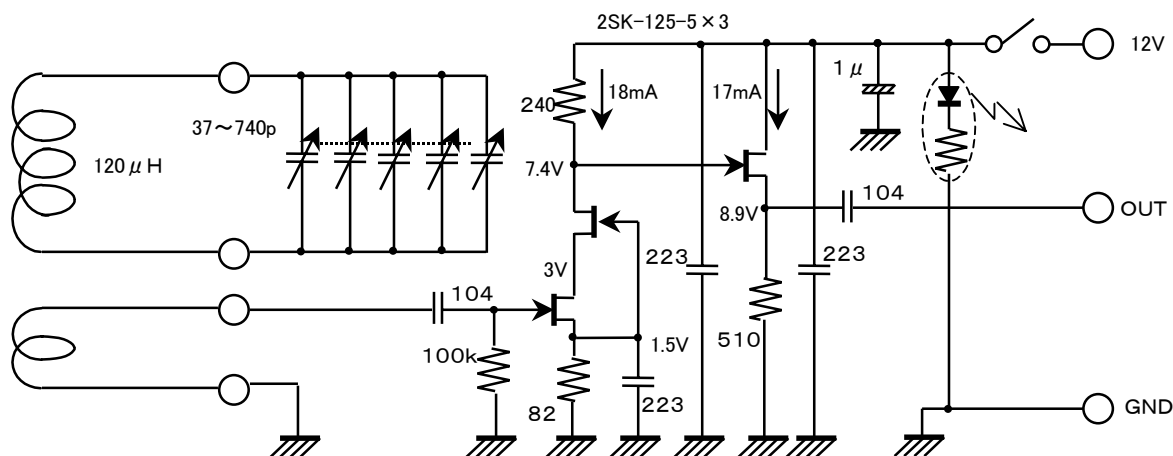 2SK-125-5×3
12V
1μ
240
18mA
17mA
37～740p
120μH
7.4V
8.9V
104
OUT
3V
223
223
104
510
100k
1.5V
82
223
GND